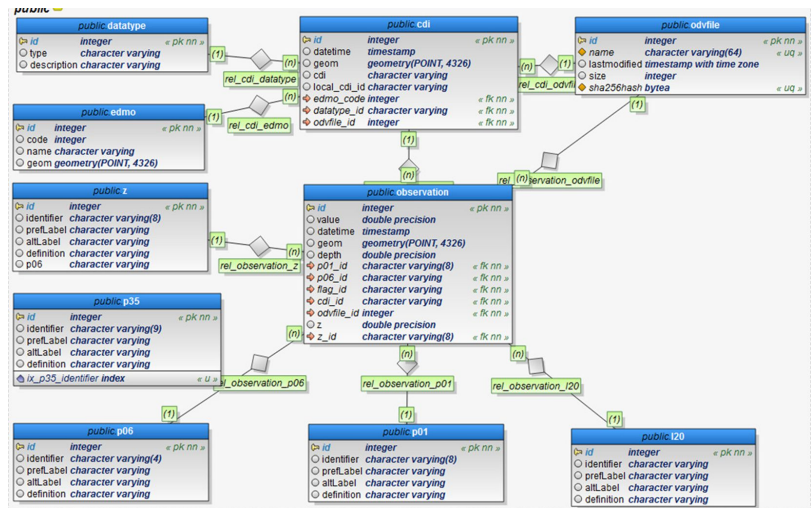 public
public.datatype
id integer « pk nn »
type character varying
description character varying
public.cdi
id integer « pk nn »
datetime timestamp
geom geometry(POINT, 4326)
cdi character varying
local_cdi_id character varying
edmo_code integer « fk nn »
datatype_id integer « fk nn »
odvfile_id integer « fk nn »
public.odvfile
id integer « pk nn »
name character varying(64) « uq »
lastmodified timestamp with time zone
size integer
sha256hash bytea « uq »
(1)
(n)
rel_cdi_datatype
(n)
(1)
rel_cdi_odvfile
public.edmo
id integer « pk nn »
code integer
name character varying
geom geometry(POINT, 4326)
(1)
(n)
rel_cdi_edmo
(1)
(n)
(1)
(n)
rel_observation_odvfile
public.z
id integer « pk nn »
identifier character varying(8)
prefLabel character varying
altLabel character varying
definition character varying
p06 character varying
(1)
(n)
rel_observation_z
public.observation
id integer « pk nn »
value double precision
datetime timestamp
geom geometry(POINT, 4326)
depth double precision
p01_id character varying(8) « fk nn »
p06_id character varying « fk nn »
flag_id character varying « fk nn »
cdi_id character varying « fk nn »
odvfile_id integer « fk nn »
z double precision
z_id character varying(8) « fk nn »
public.p35
id integer « pk nn »
identifier character varying(9)
prefLabel character varying
altLabel character varying
definition character varying
ix_p35_identifier index « u »
(n)
el_observation_p06
(1)
(n)
rel_observation_p01
(1)
(n)
rel_observation_l20
(1)
public.p06
id integer « pk nn »
identifier character varying(4)
prefLabel character varying
altLabel character varying
definition character varying
public.p01
id integer « pk nn »
identifier character varying(8)
prefLabel character varying
altLabel character varying
definition character varying
public.l20
id integer « pk nn »
identifier character varying
prefLabel character varying
altLabel character varying
definition character varying